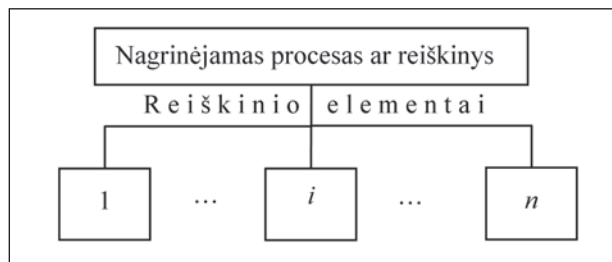 Nagrinėjamas procesas ar reiškinys
Reiškinio elementai
1 ... i ... n